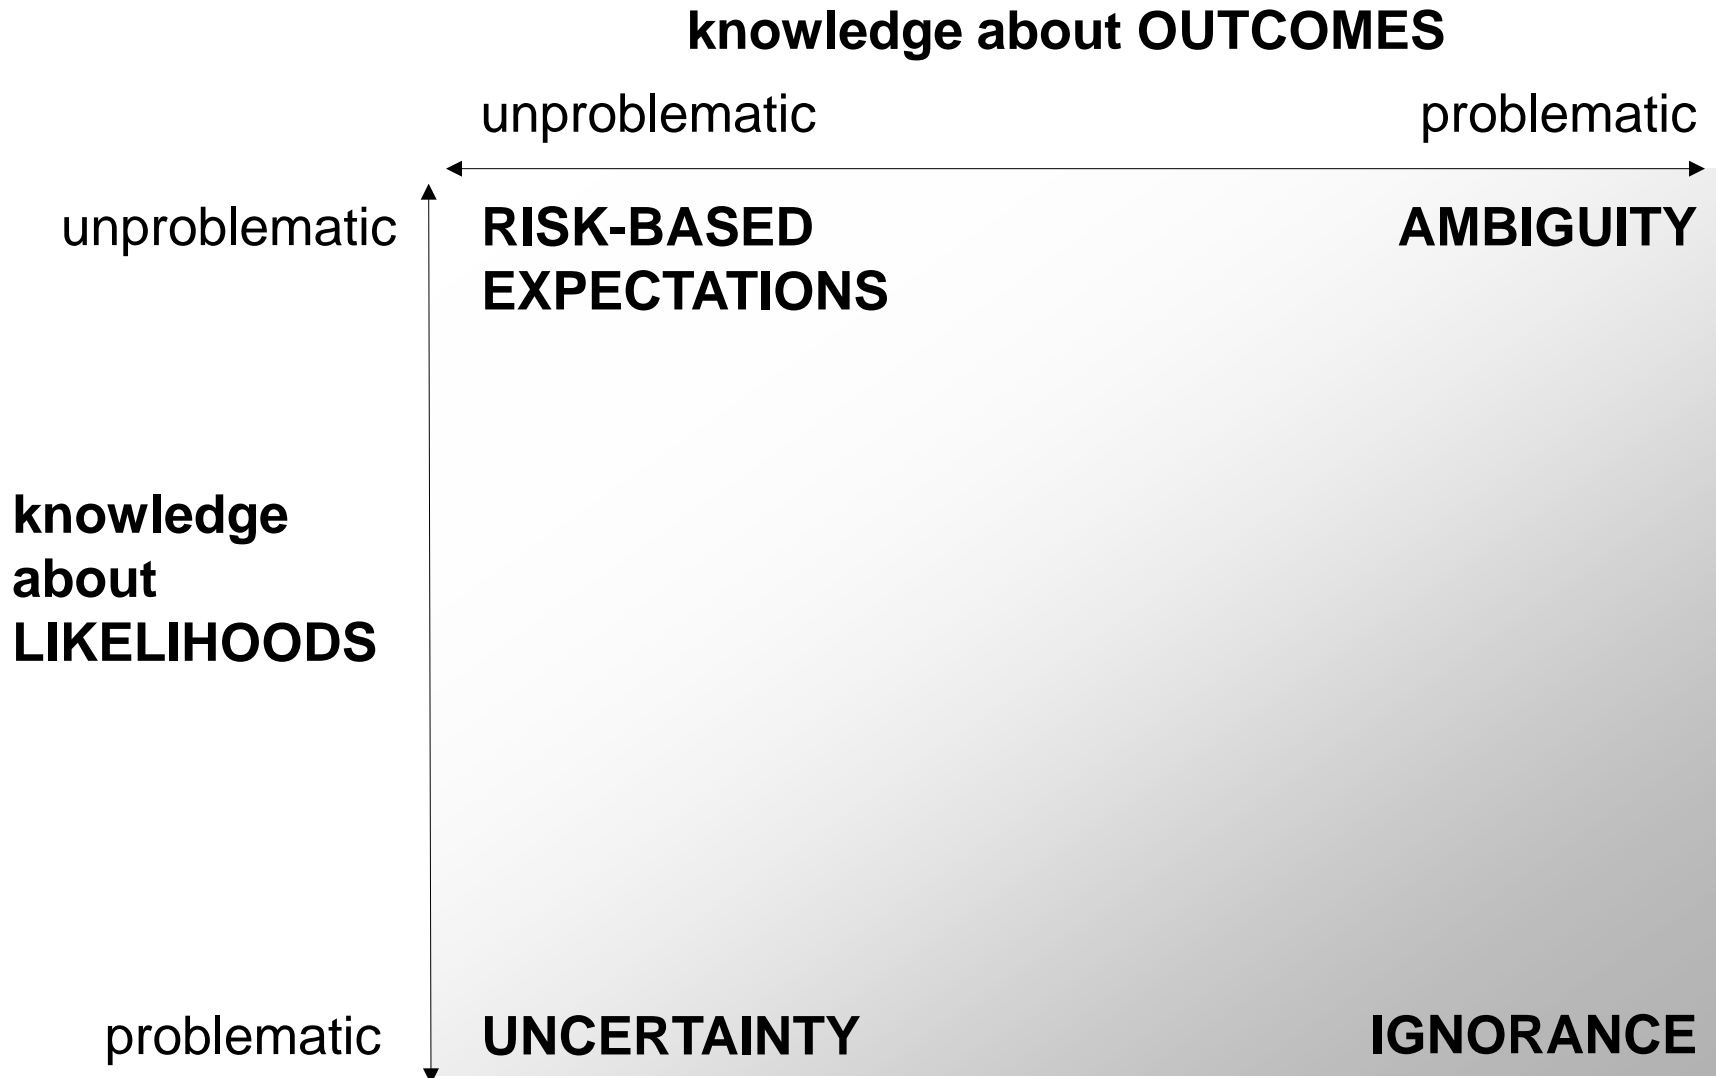 knowledge about OUTCOMES
unproblematic
problematic
unproblematic
RISK-BASED
EXPECTATIONS
AMBIGUITY
knowledge
about
LIKELIHOODS
problematic
UNCERTAINTY
IGNORANCE